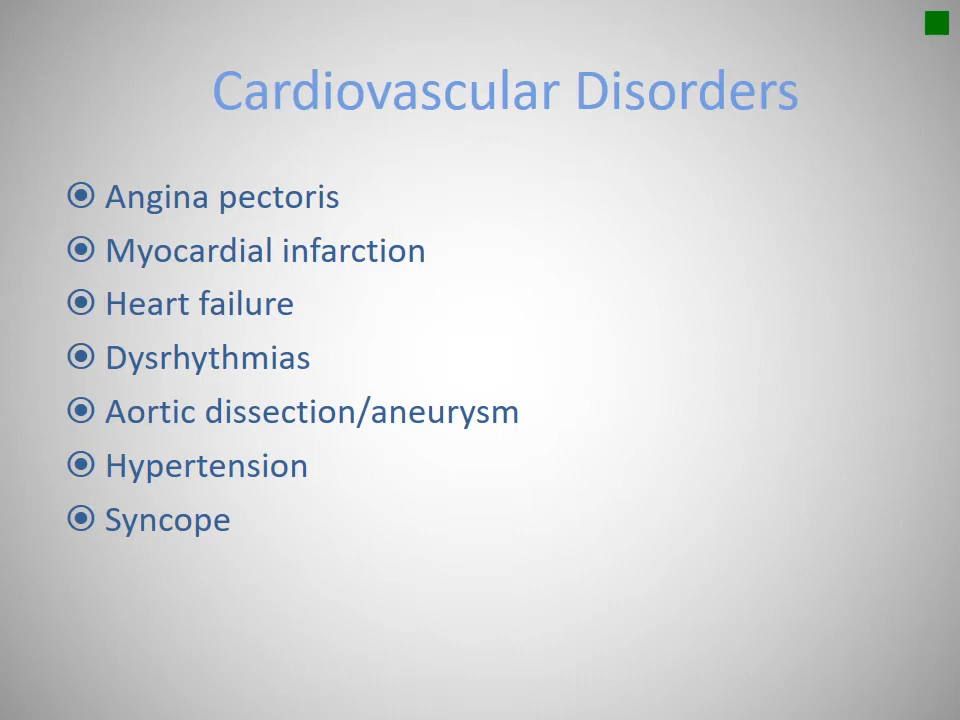 Cardiovascular Disorders
Angina pectoris
Myocardial infarction
Heart failure
Dysrhythmias
Aortic dissection/aneurysm
Hypertension
Syncope